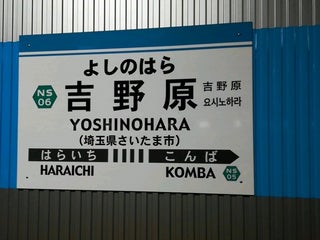 よしのはら
NS
06
吉野原
吉野原
요시노하라
YOSHINOHARA
(埼玉県さいたま市)
はらいち こんば
HARAICHI KOMBA
NS
05